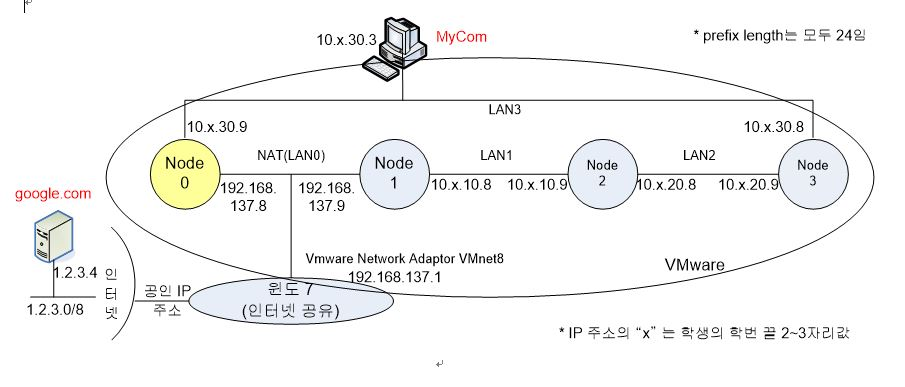 10.x.30.3
MyCom
* prefix length는 모두 24임
LAN3
10.x.30.9
10.x.30.8
Node
0
NAT(LAN0)
Node
1
LAN1
Node
2
LAN2
Node
3
192.168.
137.8
192.168.
137.9
10.x.10.8
10.x.10.9
10.x.20.8
10.x.20.9
google.com
1.2.3.4
1.2.3.0/8
인
터
넷
공인 IP
주소
Vmware Network Adaptor VMnet8
192.168.137.1
VMware
윈도 7
(인터넷 공유)
* IP 주소의 “x” 는 학생의 학번 끝 2~3자리값